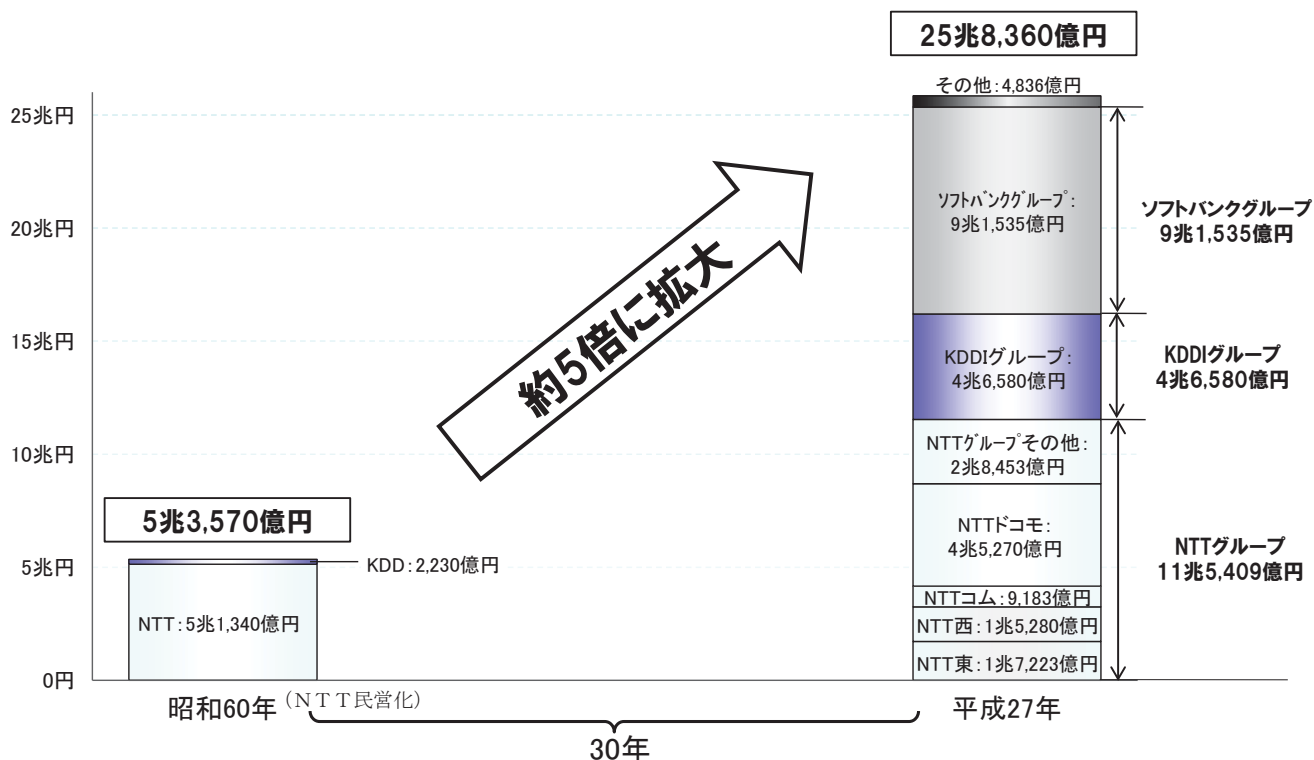 25兆8,360億円
その他:4,836億円
25兆円
20兆円
15兆円
10兆円
5兆円
0円
約5倍に拡大
ソフトバンクグループ:
9兆1,535億円
ソフトバンクグループ
9兆1,535億円
KDDIグループ:
4兆6,580億円
KDDIグループ
4兆6,580億円
NTTグループその他:
2兆8,453億円
NTTドコモ:
4兆5,270億円
NTTコム:9,183億円
NTT西:1兆5,280億円
NTT東:1兆7,223億円
NTTグループ
11兆5,409億円
5兆3,570億円
KDD:2,230億円
NTT:5兆1,340億円
昭和60年
(NTT民営化)
平成27年
30年